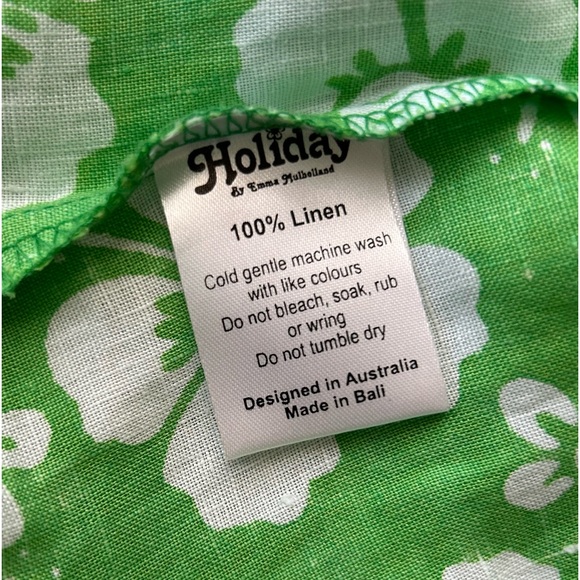 Holiday
By Emma Mulholland
100% Linen
Cold gentle machine wash
with like colours
Do not bleach, soak, rub
or wring
Do not tumble dry
Designed in Australia
Made in Bali